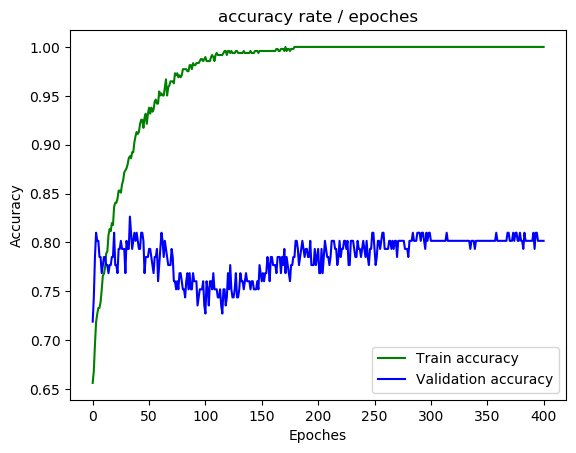 accuracy rate / epoches
1.00
0.95
0.90
0.85
0.80
0.75
0.70
0.65
Accuracy
Train accuracy
Validation accuracy
0 50 100 150 200 250 300 350 400
Epoches